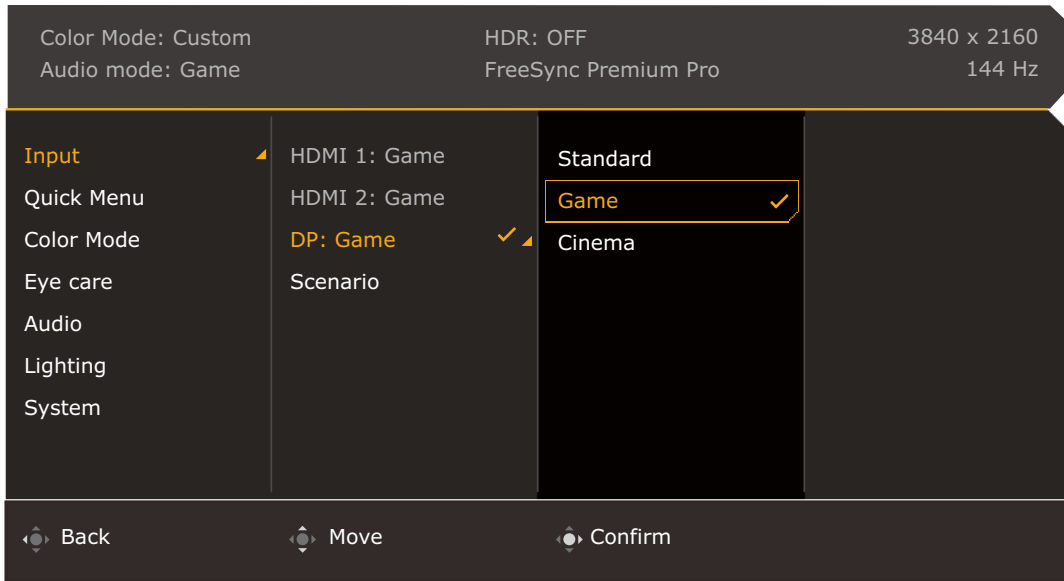 Color Mode: Custom
HDR: OFF
3840 x 2160
Audio mode: Game
FreeSync Premium Pro
144 Hz
Input
HDMI 1: Game
Standard
Quick Menu
HDMI 2: Game
Game
Color Mode
DP: Game
Cinema
Eye care
Scenario
Audio
Lighting
System
Back
Move
Confirm